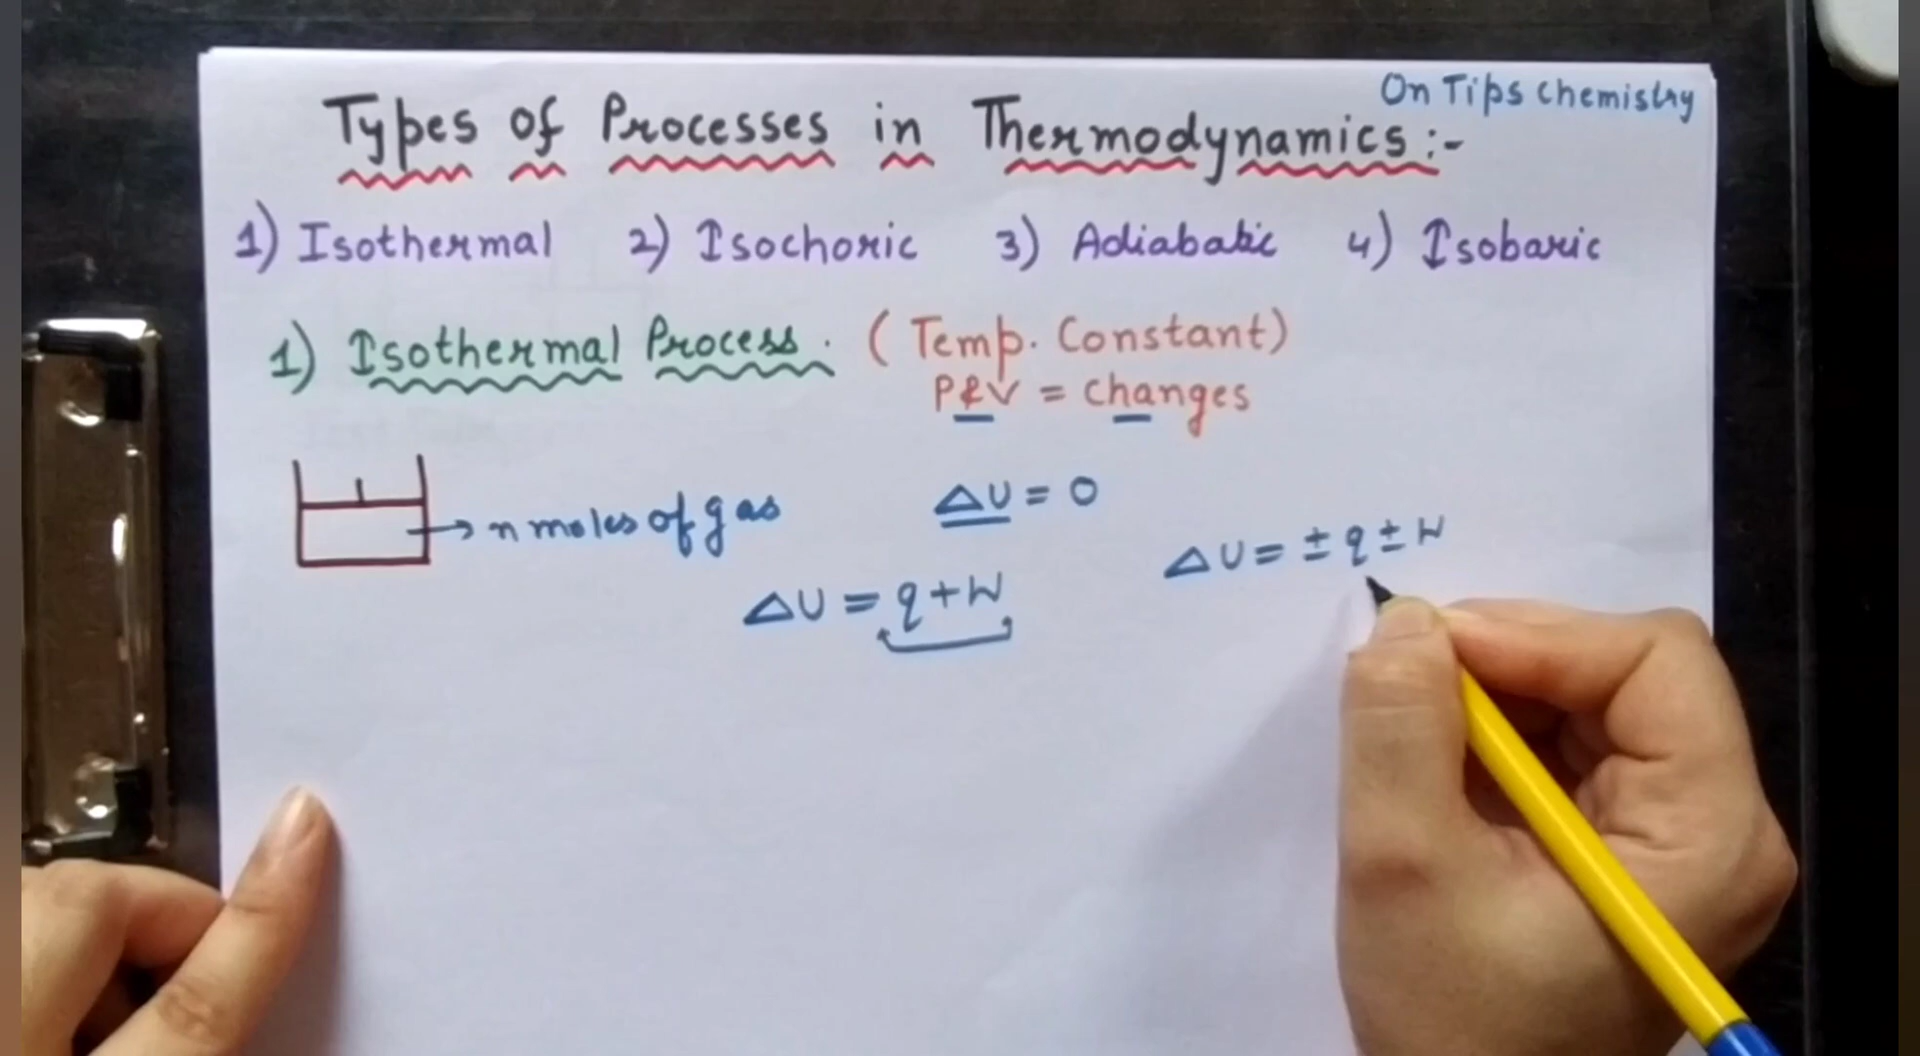 On Tips Chemistry
Types of Processes in Thermodynamics :-
1) Isothermal 2) Isochoric 3) Adiabatic 4) Isobaric
1) Isothermal Process. (Temp. Constant)
P&V = Changes
→ n moles of gas
ΔU = 0
ΔU = ± q ± W
ΔU = q + W